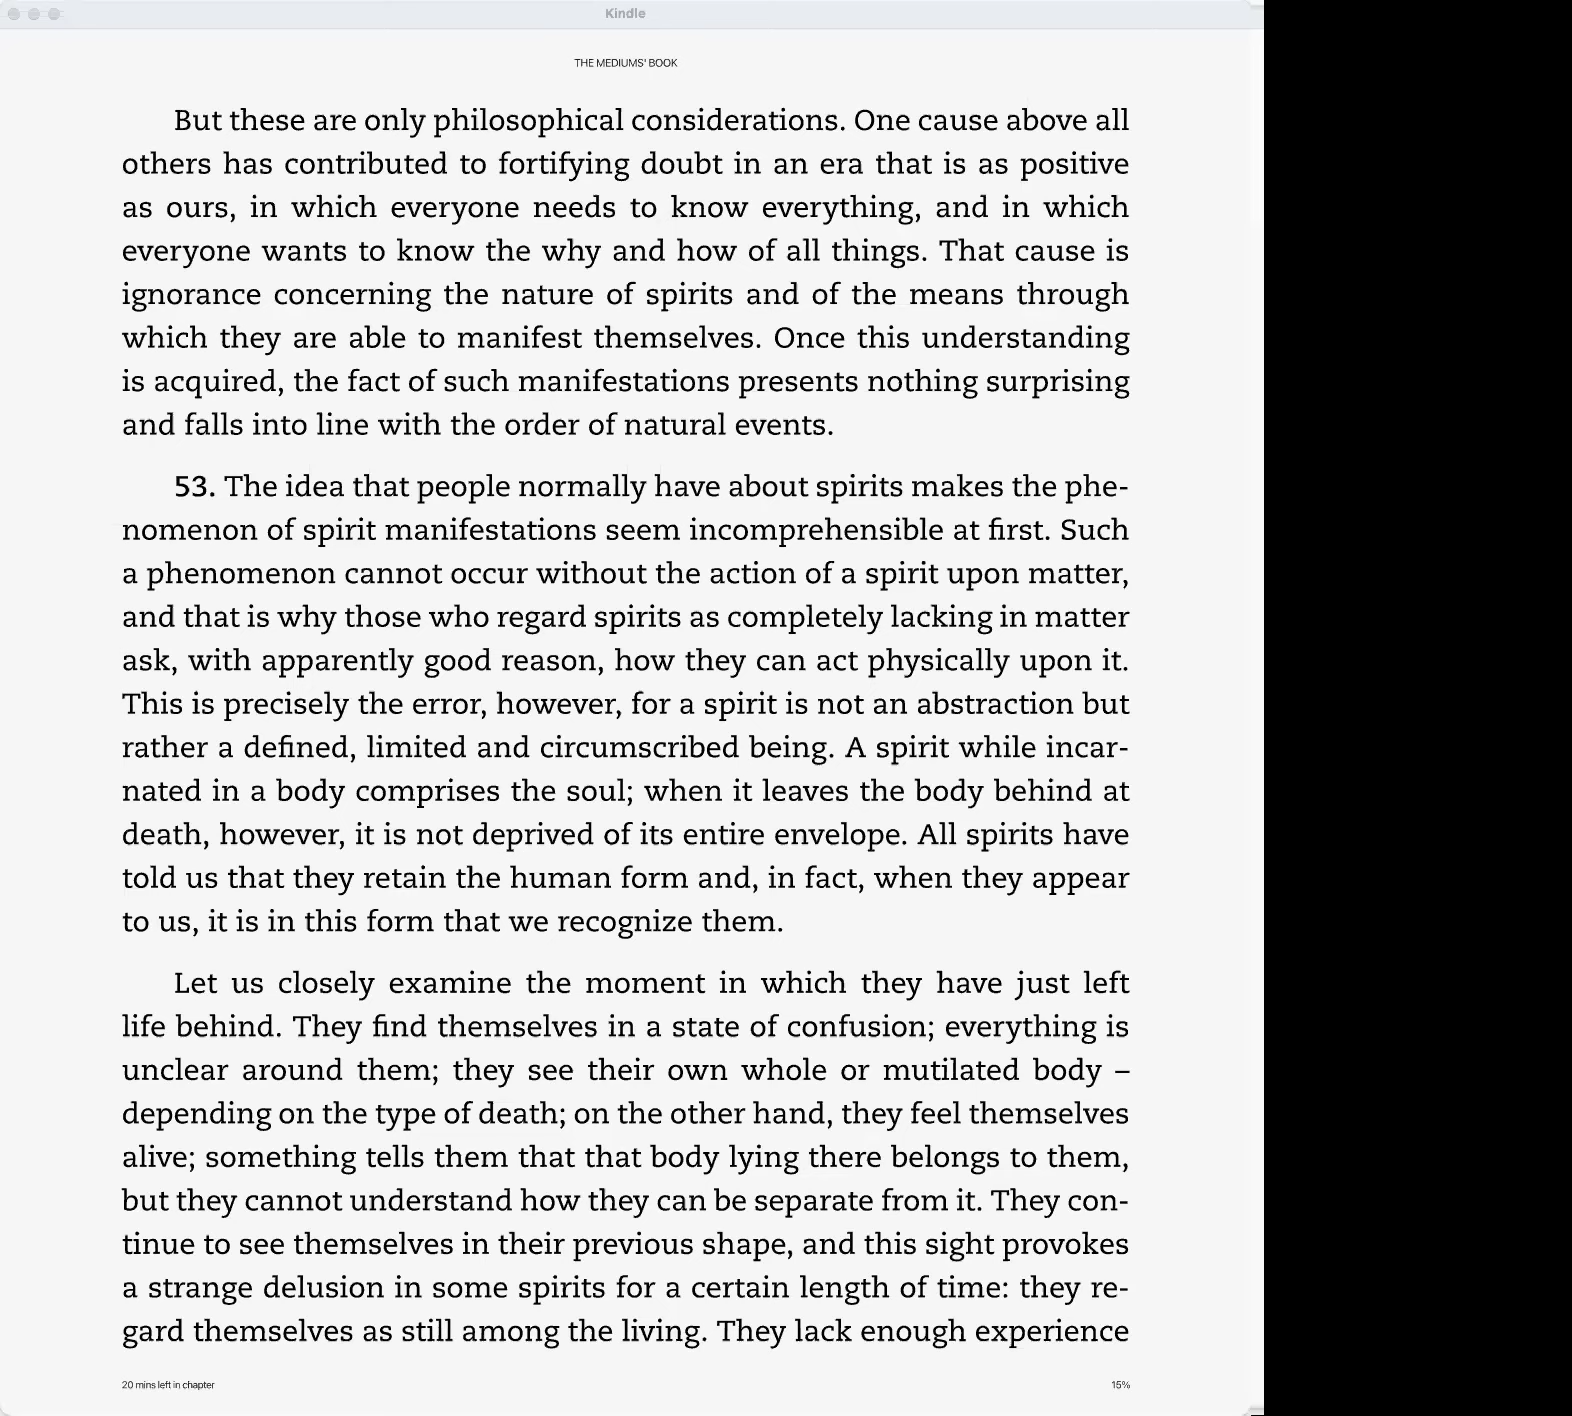 Kindle
THE MEDIUMS' BOOK
But these are only philosophical considerations. One cause above all
others has contributed to fortifying doubt in an era that is as positive
as ours, in which everyone needs to know everything, and in which
everyone wants to know the why and how of all things. That cause is
ignorance concerning the nature of spirits and of the means through
which they are able to manifest themselves. Once this understanding
is acquired, the fact of such manifestations presents nothing surprising
and falls into line with the order of natural events.
53. The idea that people normally have about spirits makes the phe-
nomenon of spirit manifestations seem incomprehensible at first. Such
a phenomenon cannot occur without the action of a spirit upon matter,
and that is why those who regard spirits as completely lacking in matter
ask, with apparently good reason, how they can act physically upon it.
This is precisely the error, however, for a spirit is not an abstraction but
rather a defined, limited and circumscribed being. A spirit while incar-
nated in a body comprises the soul; when it leaves the body behind at
death, however, it is not deprived of its entire envelope. All spirits have
told us that they retain the human form and, in fact, when they appear
to us, it is in this form that we recognize them.
Let us closely examine the moment in which they have just left
life behind. They find themselves in a state of confusion; everything is
unclear around them; they see their own whole or mutilated body –
depending on the type of death; on the other hand, they feel themselves
alive; something tells them that that body lying there belongs to them,
but they cannot understand how they can be separate from it. They con-
tinue to see themselves in their previous shape, and this sight provokes
a strange delusion in some spirits for a certain length of time: they re-
gard themselves as still among the living. They lack enough experience
20 mins left in chapter
15%